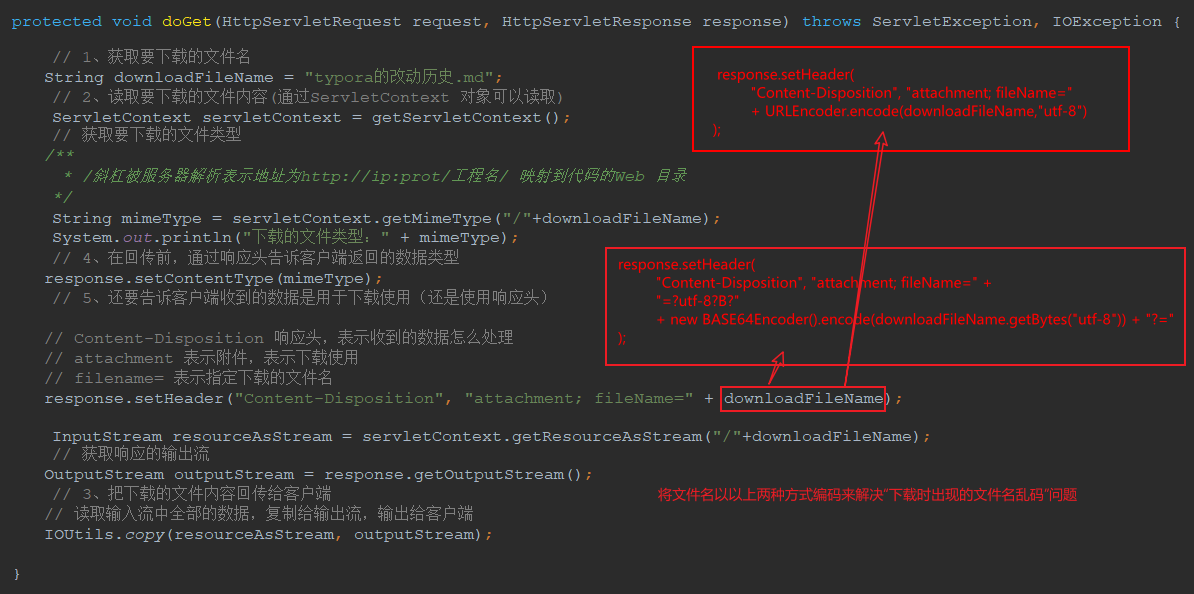 protected void doGet(HttpServletRequest request, HttpServletResponse response) throws ServletException, IOException {
// 1、获取要下载的文件名
String downloadFileName = "typora的改动历史.md";
// 2、读取要下载的文件内容(通过ServletContext 对象可以读取)
ServletContext servletContext = getServletContext();
// 获取要下载的文件类型
/**
* /斜杠被服务器解析表示地址为http://ip:prot/工程名/ 映射到代码的Web 目录
*/
String mimeType = servletContext.getMimeType("/"+downloadFileName);
System.out.println("下载的文件类型：" + mimeType);
// 4、在回传前，通过响应头告诉客户端返回的数据类型
response.setContentType(mimeType);
// 5、还要告诉客户端收到的数据是用于下载使用（还是使用响应头）
// Content-Disposition 响应头，表示收到的数据怎么处理
// attachment 表示附件，表示下载使用
// filename= 表示指定下载的文件名
response.setHeader("Content-Disposition", "attachment; fileName=" + downloadFileName);
InputStream resourceAsStream = servletContext.getResourceAsStream("/"+downloadFileName);
// 获取响应的输出流
OutputStream outputStream = response.getOutputStream();
// 3、把下载的文件内容回传给客户端
// 读取输入流中全部的数据，复制给输出流，输出给客户端
IOUtils.copy(resourceAsStream, outputStream);
}
response.setHeader(
"Content-Disposition", "attachment; fileName="
+ URLEncoder.encode(downloadFileName,"utf-8")
);
response.setHeader(
"Content-Disposition", "attachment; fileName=" +
"=?utf-8?B?"
+ new BASE64Encoder().encode(downloadFileName.getBytes("utf-8")) + "?="
);
将文件名以以上两种方式编码来解决"下载时出现的文件名乱码"问题